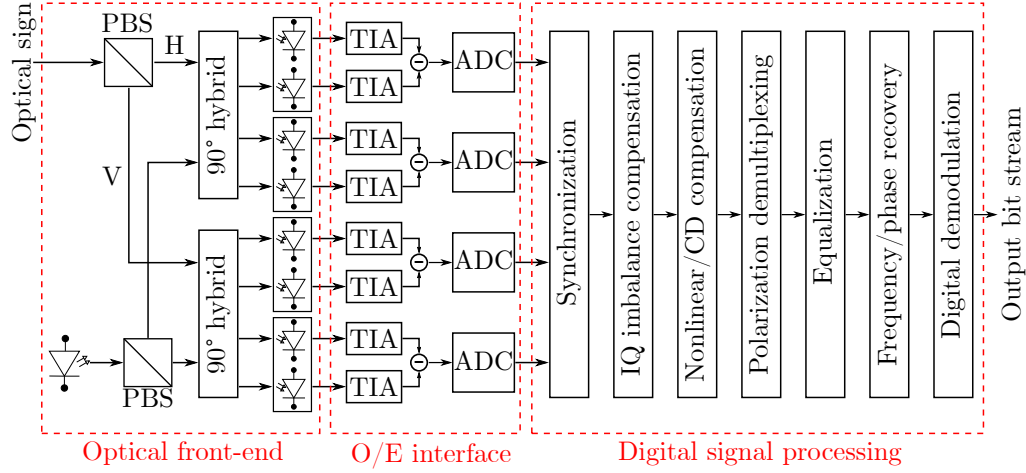 Optical sign
PBS
H
V
PBS
90° hybrid
90° hybrid
TIA
TIA
TIA
TIA
TIA
TIA
TIA
TIA
ADC
ADC
ADC
ADC
Synchronization
IQ imbalance compensation
Nonlinear/CD compensation
Polarization demultiplexing
Equalization
Frequency/phase recovery
Digital demodulation
Output bit stream
Optical front-end
O/E interface
Digital signal processing